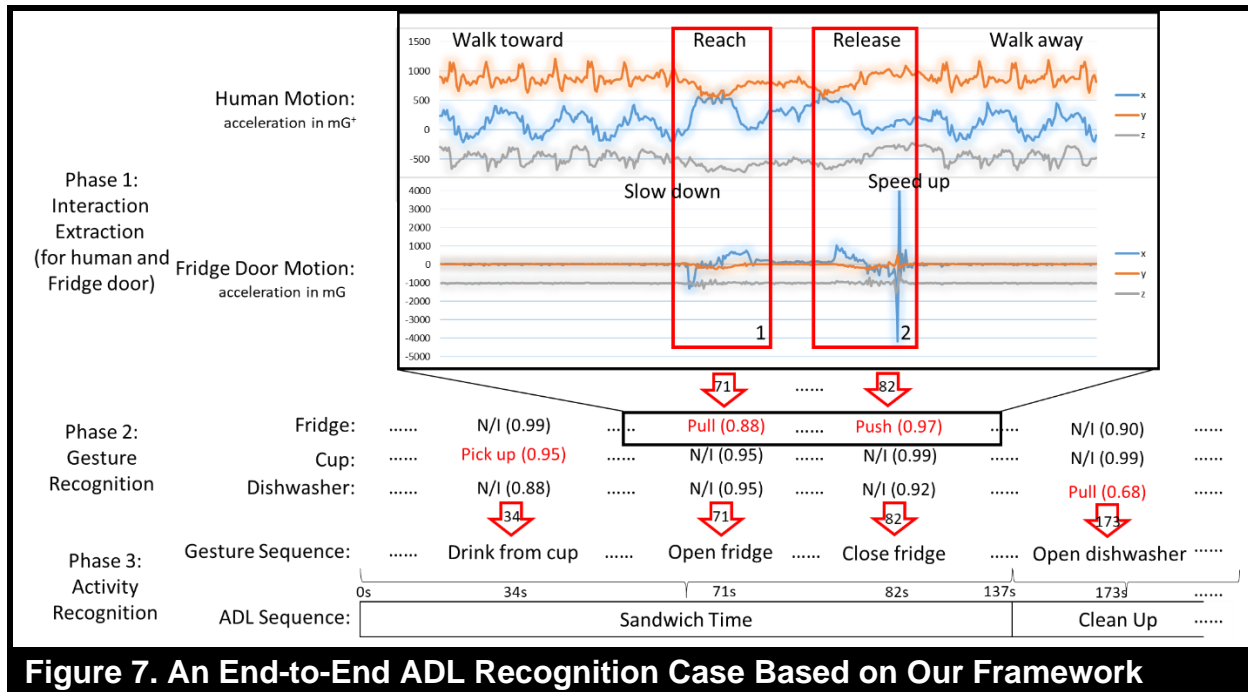 Walk toward Reach Release Walk away
1500
1000
500
0
-500
x
y
z
Human Motion:
acceleration in mG+
Slow down Speed up
4000
3000
2000
1000
0
-1000
-2000
-3000
-4000
-5000
x
y
z
1 2
Phase 1:
Interaction
Extraction
(for human and
Fridge door)
Fridge Door Motion:
acceleration in mG
71 ...... 82
Phase 2:
Gesture
Recognition
Fridge: ...... N/I (0.99) ...... Pull (0.88) ...... Push (0.97) ...... N/I (0.90) ......
Cup: ...... Pick up (0.95) ...... N/I (0.95) ...... N/I (0.99) ...... N/I (0.99) ......
Dishwasher: ...... N/I (0.88) ...... N/I (0.95) ...... N/I (0.92) ...... Pull (0.68) ......
34 71 82 173
Phase 3:
Activity
Recognition
Gesture Sequence: ...... Drink from cup ...... Open fridge ...... Close fridge ...... Open dishwasher ......
0s 34s 71s 82s 137s 173s ......
ADL Sequence: Sandwich Time Clean Up ......
Figure 7. An End-to-End ADL Recognition Case Based on Our Framework